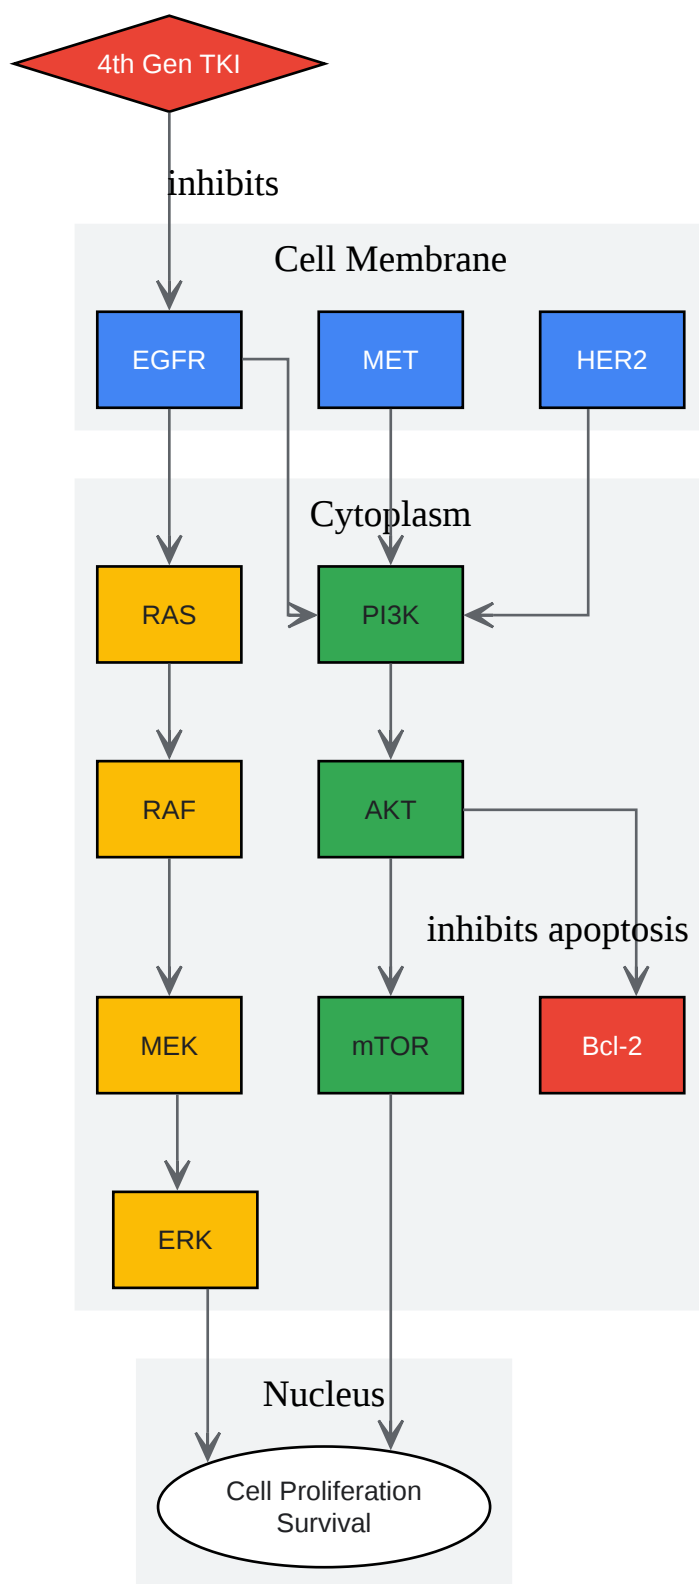 4th Gen TKI
inhibits
Cell Membrane
EGFR
MET
HER2
Cytoplasm
RAS
PI3K
RAF
AKT
inhibits apoptosis
MEK
mTOR
Bcl-2
ERK
Nucleus
Cell Proliferation
Survival